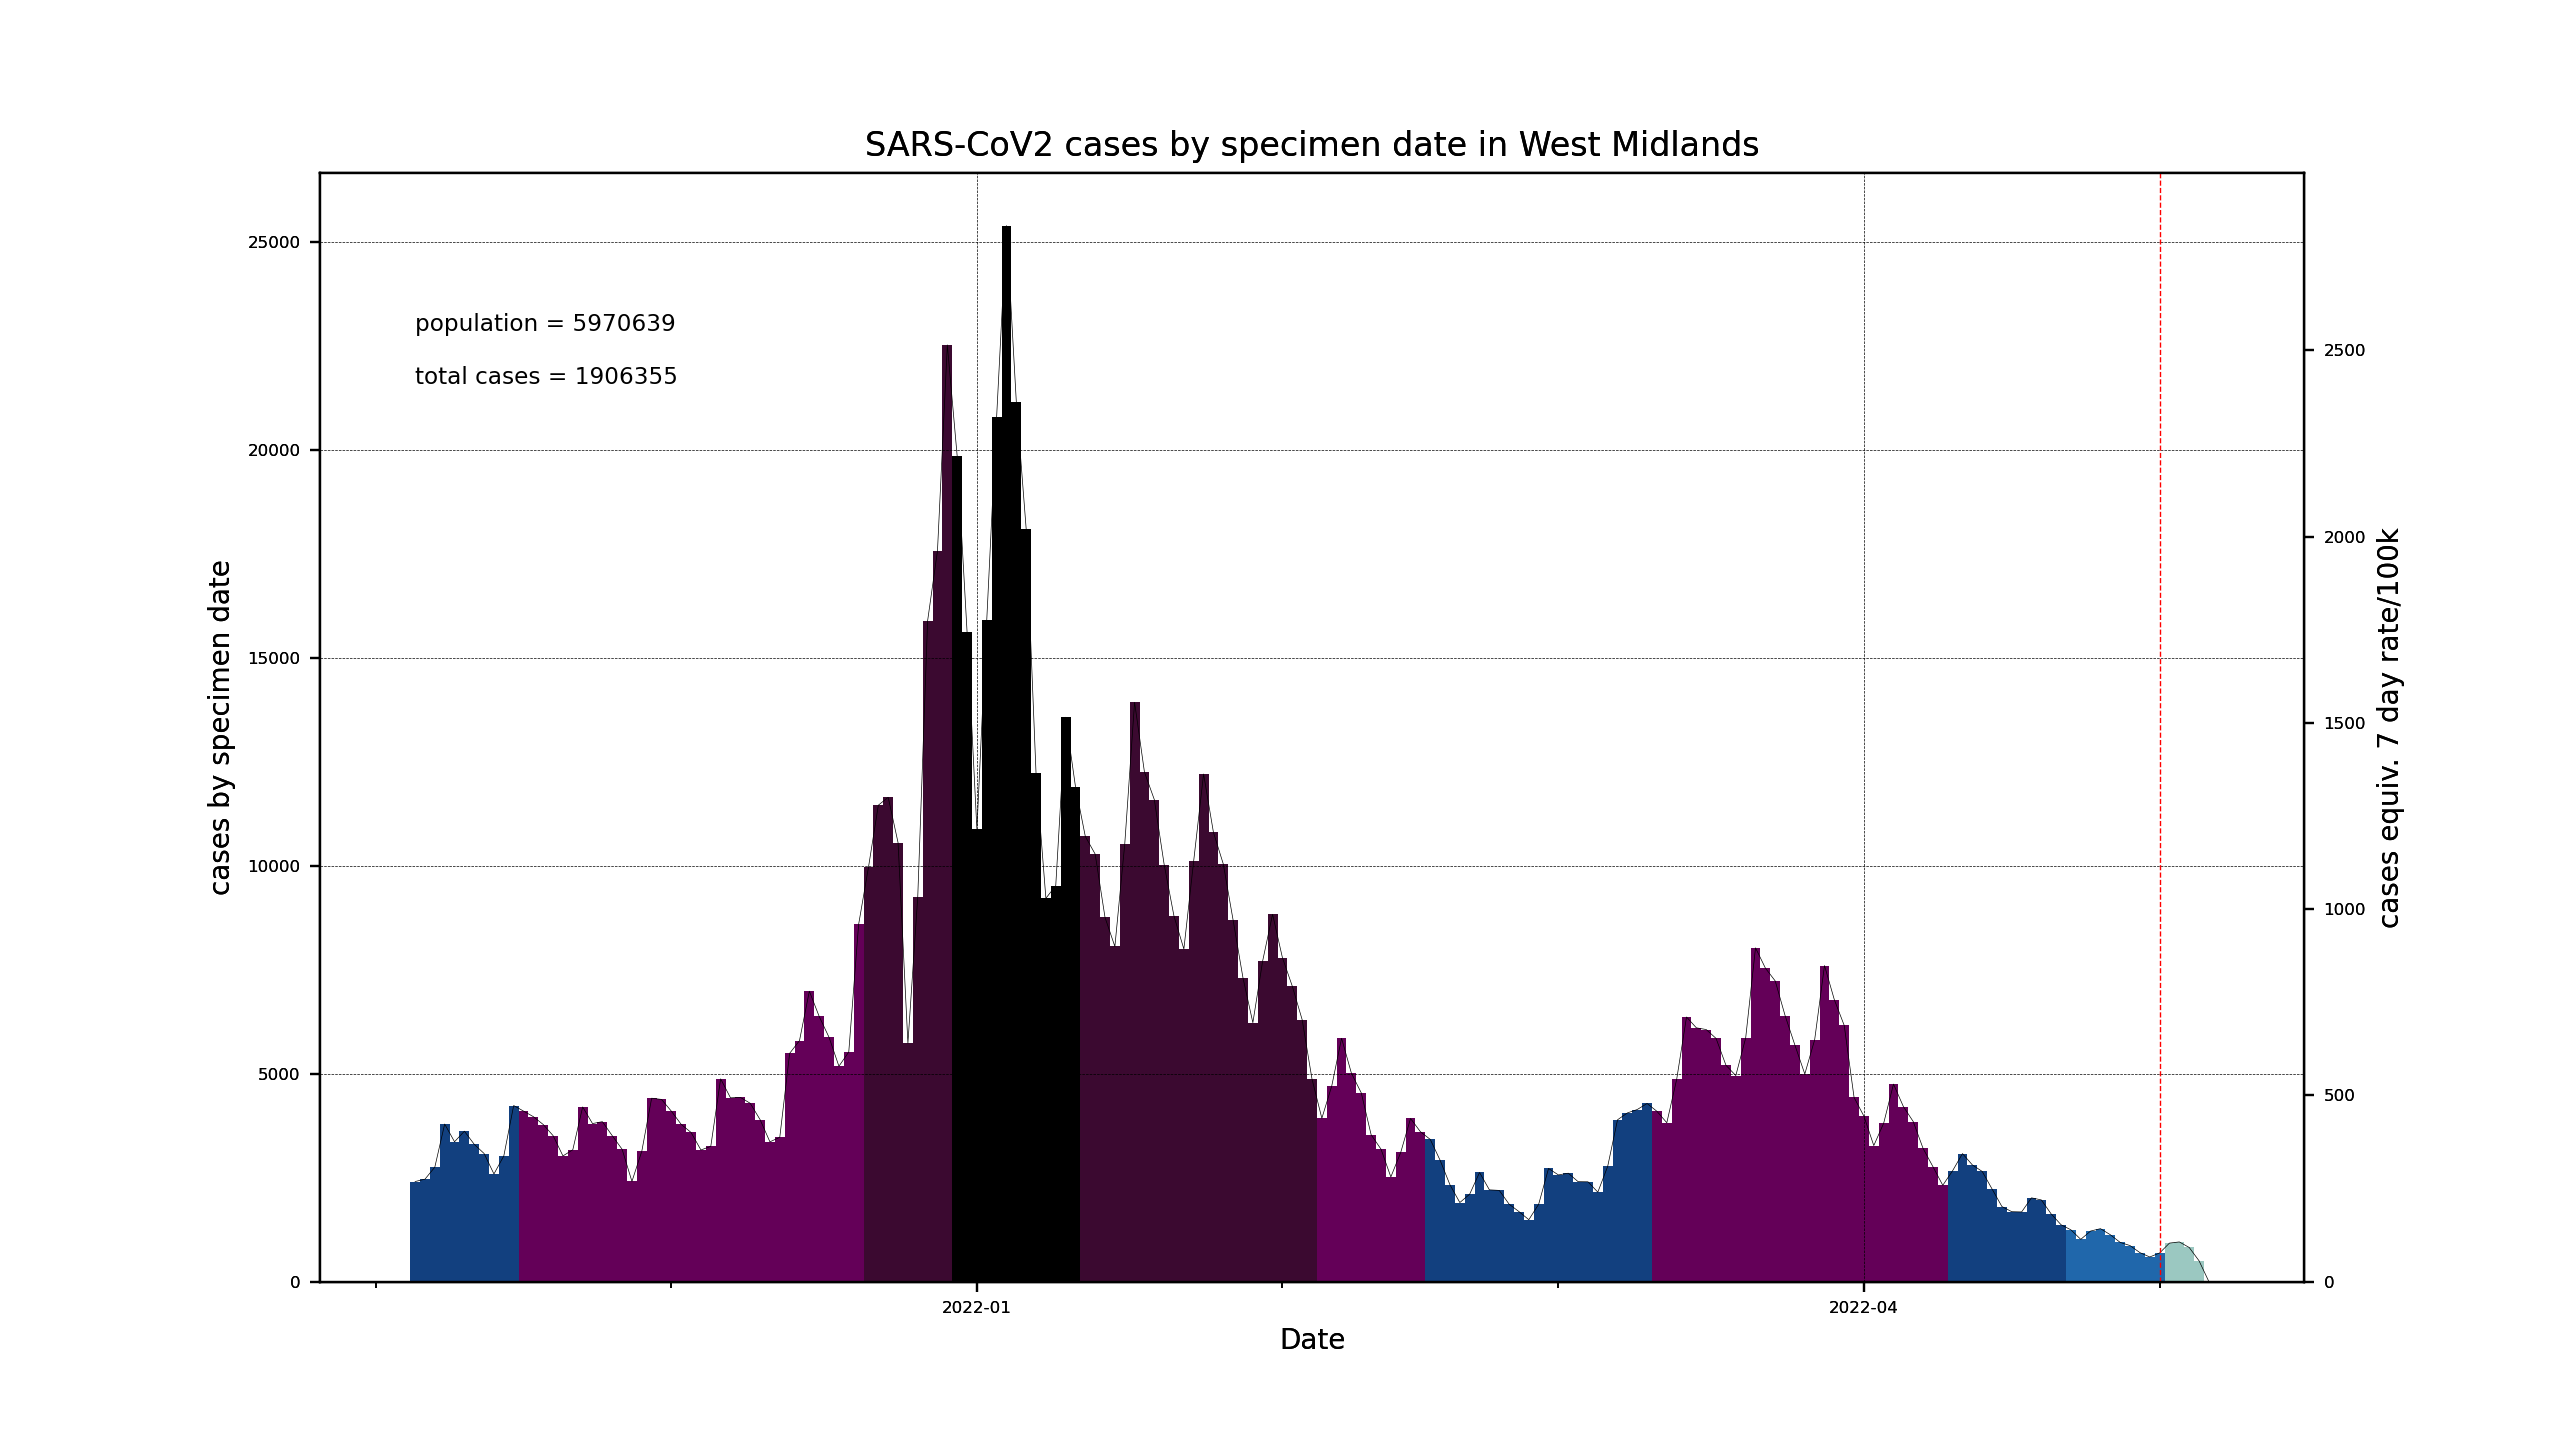 SARS-CoV2 cases by specimen date in West Midlands
population = 5970639
total cases = 1906355
cases by specimen date
25000
20000
15000
10000
5000
0
2500
2000
1500
1000
500
0
cases equiv. 7 day rate/100k
2022-01
2022-04
Date